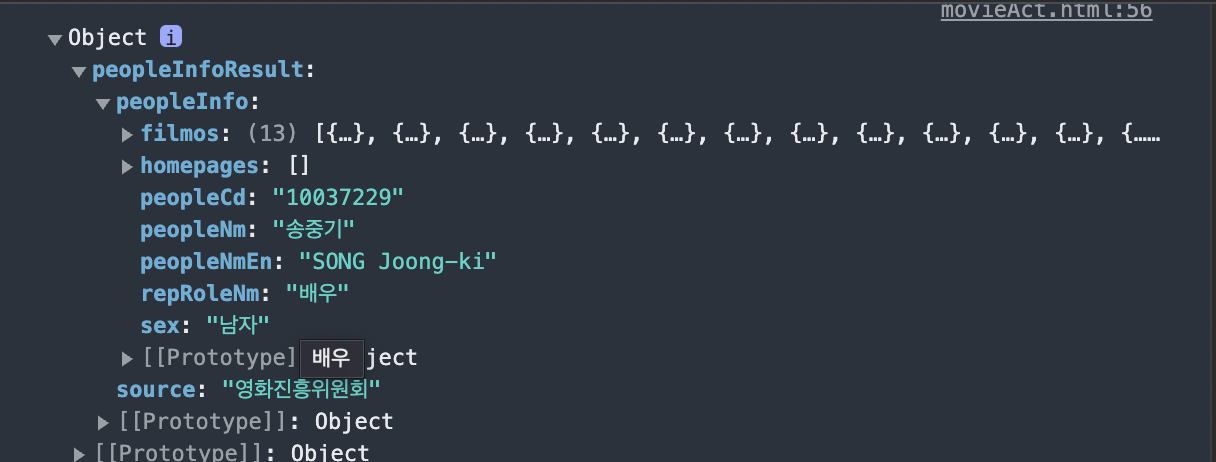 movieAct.html:56
▼Object i
▼peopleInfoResult:
▼peopleInfo:
▶filmos: (13) [{…}, {…}, {…}, {…}, {…}, {…}, {…}, {…}, {…}, {…}, {…}, {…}, {……
▶homepages: []
peopleCd: "10037229"
peopleNm: "송중기"
peopleNmEn: "SONG Joong-ki"
repRoleNm: "배우"
sex: "남자"
▶[[Prototype] 배우 ject
source: "영화진흥위원회"
▶[[Prototype]]: Object
▶[[Prototype]]: Object